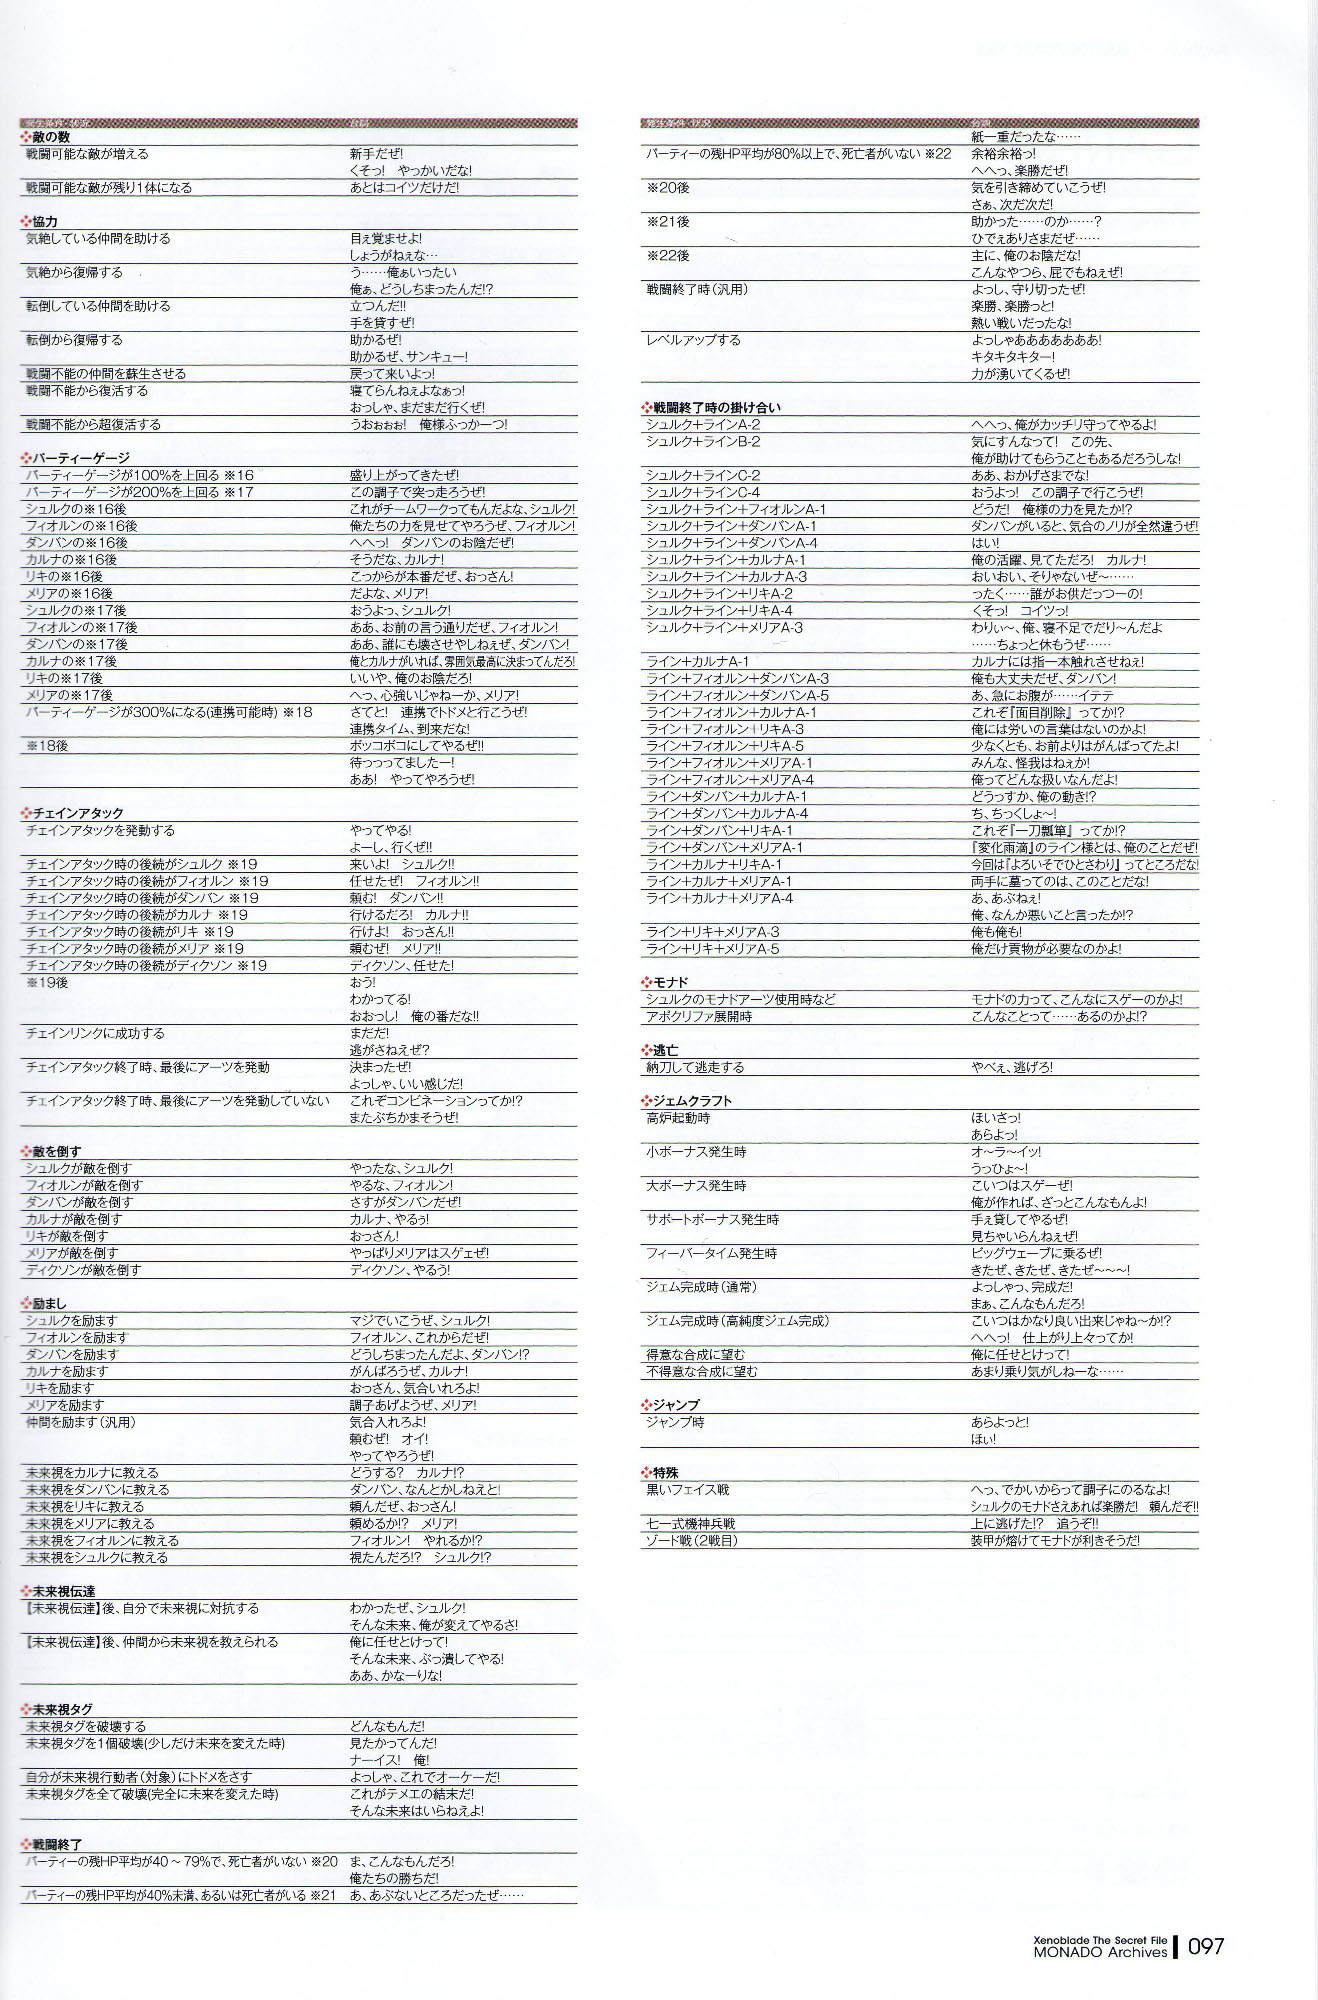 発生条件・状況 台詞
敵の数
戦闘可能な敵が増える 新手だぜ!
くそっ! やっかいだな!
戦闘可能な敵が残り1体になる あとはコイツだけだ!
協力
気絶している仲間を助ける 目ぇ覚ませよ!
しょうがねぇな…
気絶から復帰する う……俺ぁいったい
俺ぁ、どうしちまったんだ!?
転倒している仲間を助ける 立つんだ!!
手を貸すぜ!
転倒から復帰する 助かるぜ!
助かるぜ、サンキュー!
戦闘不能の仲間を蘇生させる 戻って来いよっ!
戦闘不能から復活する 寝てらんねぇよなぁっ!
おっしゃ、まだまだ行くぜ!
戦闘不能から超復活する うおぉぉぉ! 俺様ふっかーつ!
パーティーゲージ
パーティーゲージが100%を上回る ※16 盛り上がってきたぜ!
パーティーゲージが200%を上回る ※17 この調子で突っ走ろうぜ!
シュルクの※16後 これがチームワークってもんだよな、シュルク!
フィオルンの※16後 俺たちの力を見せてやろうぜ、フィオルン!
ダンバンの※16後 へへっ! ダンバンのお陰だぜ!
カルナの※16後 そうだな、カルナ!
リキの※16後 こっからが本番だぜ、おっさん!
メリアの※16後 だよな、メリア!
シュルクの※17後 おうよっ、シュルク!
フィオルンの※17後 ああ、お前の言う通りだぜ、フィオルン!
ダンバンの※17後 ああ、誰にも壊させやしねぇぜ、ダンバン!
カルナの※17後 俺とカルナがいれば、雰囲気最高に決まってんだろ!
リキの※17後 いいや、俺のお陰だろ!
メリアの※17後 へっ、心強いじゃねーか、メリア!
パーティーゲージが300%になる(連携可能時) ※18 さてと! 連携でトドメと行こうぜ!
連携タイム、到来だな!
※18後 ボッコボコにしてやるぜ!!
待っっってましたー!
ああ! やってやろうぜ!
チェインアタック
チェインアタックを発動する やってやる!
よーし、行くぜ!!
チェインアタック時の後続がシュルク ※19 来いよ! シュルク!!
チェインアタック時の後続がフィオルン ※19 任せたぜ! フィオルン!!
チェインアタック時の後続がダンバン ※19 頼む! ダンバン!!
チェインアタック時の後続がカルナ ※19 行けるだろ! カルナ!!
チェインアタック時の後続がリキ ※19 行けよ! おっさん!!
チェインアタック時の後続がメリア ※19 頼むぜ! メリア!!
チェインアタック時の後続がディクソン ※19 ディクソン、任せた!
※19後 おう!
わかってる!
おおっし! 俺の番だな!!
チェインリンクに成功する まだだ!
逃がさねえぜ?
チェインアタック終了時、最後にアーツを発動 決まったぜ!
よっしゃ、いい感じだ!
チェインアタック終了時、最後にアーツを発動していない これぞコンビネーションってか!?
またぶちかまそうぜ!
敵を倒す
シュルクが敵を倒す やったな、シュルク!
フィオルンが敵を倒す やるな、フィオルン!
ダンバンが敵を倒す さすがダンバンだぜ!
カルナが敵を倒す カルナ、やるぅ!
リキが敵を倒す おっさん!
メリアが敵を倒す やっぱりメリアはスゲェぜ!
ディクソンが敵を倒す ディクソン、やるう!
励まし
シュルクを励ます マジでいこうぜ、シュルク!
フィオルンを励ます フィオルン、これからだぜ!
ダンバンを励ます どうしちまったんだよ、ダンバン!?
カルナを励ます がんばろうぜ、カルナ!
リキを励ます おっさん、気合いれろよ!
メリアを励ます 調子あげようぜ、メリア!
仲間を励ます(汎用) 気合入れろよ!
頼むぜ! オイ!
やってやろうぜ!
未来視をカルナに教える どうする? カルナ!?
未来視をダンバンに教える ダンバン、なんとかしねえと!
未来視をリキに教える 頼んだぜ、おっさん!
未来視をメリアに教える 頼めるか!? メリア!
未来視をフィオルンに教える フィオルン! やれるか!?
未来視をシュルクに教える 視たんだろ!? シュルク!?
未来視伝達
【未来視伝達】後、自分で未来視に対抗する わかったぜ、シュルク!
そんな未来、俺が変えてやるさ!
【未来視伝達】後、仲間から未来視を教えられる 俺に任せとけって!
そんな未来、ぶっ潰してやる!
ああ、かなーりな!
未来視タグ
未来視タグを破壊する どんなもんだ!
未来視タグを1個破壊(少しだけ未来を変えた時) 見たかってんだ!
ナーイス! 俺!
自分が未来視行動者(対象)にトドメをさす よっしゃ、これでオーケーだ!
未来視タグを全て破壊(完全に未来を変えた時) これがテメエの結末だ!
そんな未来はいらねえよ!
戦闘終了
パーティーの残HP平均が40～79%で、死亡者がいない ※20 ま、こんなもんだろ!
俺たちの勝ちだ!
パーティーの残HP平均が40%未満、あるいは死亡者がいる ※21 あ、あぶないところだったぜ……
発生条件・状況 台詞
紙一重だったな……
パーティーの残HP平均が80%以上で、死亡者がいない ※22 余裕余裕っ!
へへっ、楽勝だぜ!
※20後 気を引き締めていこうぜ!
さぁ、次だ次だ!
※21後 助かった……のか……?
ひでぇありさまだぜ……
※22後 主に、俺のお陰だな!
こんなやつら、屁でもねぇぜ!
戦闘終了時(汎用) よっし、守り切ったぜ!
楽勝、楽勝っと!
熱い戦いだったな!
レベルアップする よっしゃあああああああ!
キタキタキター!
力が湧いてくるぜ!
戦闘終了時の掛け合い
シュルク+ラインA-2 へへっ、俺がカッチリ守ってやるよ!
シュルク+ラインB-2 気にすんなって! この先、
俺が助けてもらうこともあるだろうしな!
シュルク+ラインC-2 ああ、おかげさまでな!
シュルク+ラインC-4 おうよっ! この調子で行こうぜ!
シュルク+ライン+フィオルンA-1 どうだ! 俺様の力を見たか!?
シュルク+ライン+ダンバンA-1 ダンバンがいると、気合のノリが全然違うぜ!
シュルク+ライン+ダンバンA-4 はい!
シュルク+ライン+カルナA-1 俺の活躍、見てただろ! カルナ!
シュルク+ライン+カルナA-3 おいおい、そりゃないぜ～……
シュルク+ライン+リキA-2 ったく……誰がお供だっつーの!
シュルク+ライン+リキA-4 くそっ! コイツっ!
シュルク+ライン+メリアA-3 わりぃ～、俺、寝不足でだり～んだよ
……ちょっと休もうぜ……
ライン+カルナA-1 カルナには指一本触れさせねぇ!
ライン+フィオルン+ダンバンA-3 俺も大丈夫だぜ、ダンバン!
ライン+フィオルン+ダンバンA-5 あ、急にお腹が……イテテ
ライン+フィオルン+カルナA-1 これぞ『面目削除』ってか!?
ライン+フィオルン+リキA-3 俺には労いの言葉はないのかよ!
ライン+フィオルン+リキA-5 少なくとも、お前よりはがんばってたよ!
ライン+フィオルン+メリアA-1 みんな、怪我はねぇか!
ライン+フィオルン+メリアA-4 俺ってどんな扱いなんだよ!
ライン+ダンバン+カルナA-1 どうっすか、俺の動き!?
ライン+ダンバン+カルナA-4 ち、ちっくしょ～!
ライン+ダンバン+リキA-1 これぞ『一刀瓢箪』ってか!?
ライン+ダンバン+メリアA-1 『変化雨滴』のライン様とは、俺のことだぜ!
ライン+カルナ+リキA-1 今回は『よろいそでひとさわり』ってところだな!
ライン+カルナ+メリアA-1 両手に墓ってのは、このことだな!
ライン+カルナ+メリアA-4 あ、あぶねぇ!
俺、なんか悪いこと言ったか!?
ライン+リキ+メリアA-3 俺も俺も!
ライン+リキ+メリアA-5 俺だけ貢物が必要なのかよ!
モナド
シュルクのモナドアーツ使用時など モナドの力って、こんなにスゲーのかよ!
アポクリファ展開時 こんなことって……あるのかよ!?
逃亡
納刀して逃走する やべぇ、逃げろ!
ジェムクラフト
高炉起動時 ほいさっ!
あらよっ!
小ボーナス発生時 オ～ラ～イッ!
うっひょ～!
大ボーナス発生時 こいつはスゲーぜ!
俺が作れば、ざっとこんなもんよ!
サポートボーナス発生時 手ぇ貸してやるぜ!
見ちゃいらんねぇぜ!
フィーバータイム発生時 ビッグウェーブに乗るぜ!
きたぜ、きたぜ、きたぜ～～～!
ジェム完成時(通常) よっしゃっ、完成だ!
まぁ、こんなもんだろ!
ジェム完成時(高純度ジェム完成) こいつはかなり良い出来じゃね～か!?
へへっ! 仕上がり上々ってか!
得意な合成に望む 俺に任せとけって!
不得意な合成に望む あまり乗り気がしねーな……
ジャンプ
ジャンプ時 あらよっと!
ほぃ!
特殊
黒いフェイス戦 へっ、でかいからって調子にのるなよ!
シュルクのモナドさえあれば楽勝だ! 頼んだぞ!!
七一式機神兵戦 上に逃げた!? 追うぞ!!
ゾード戦(2戦目) 装甲が熔けてモナドが利きそうだ!
Xenoblade The Secret File
MONADO Archives 097